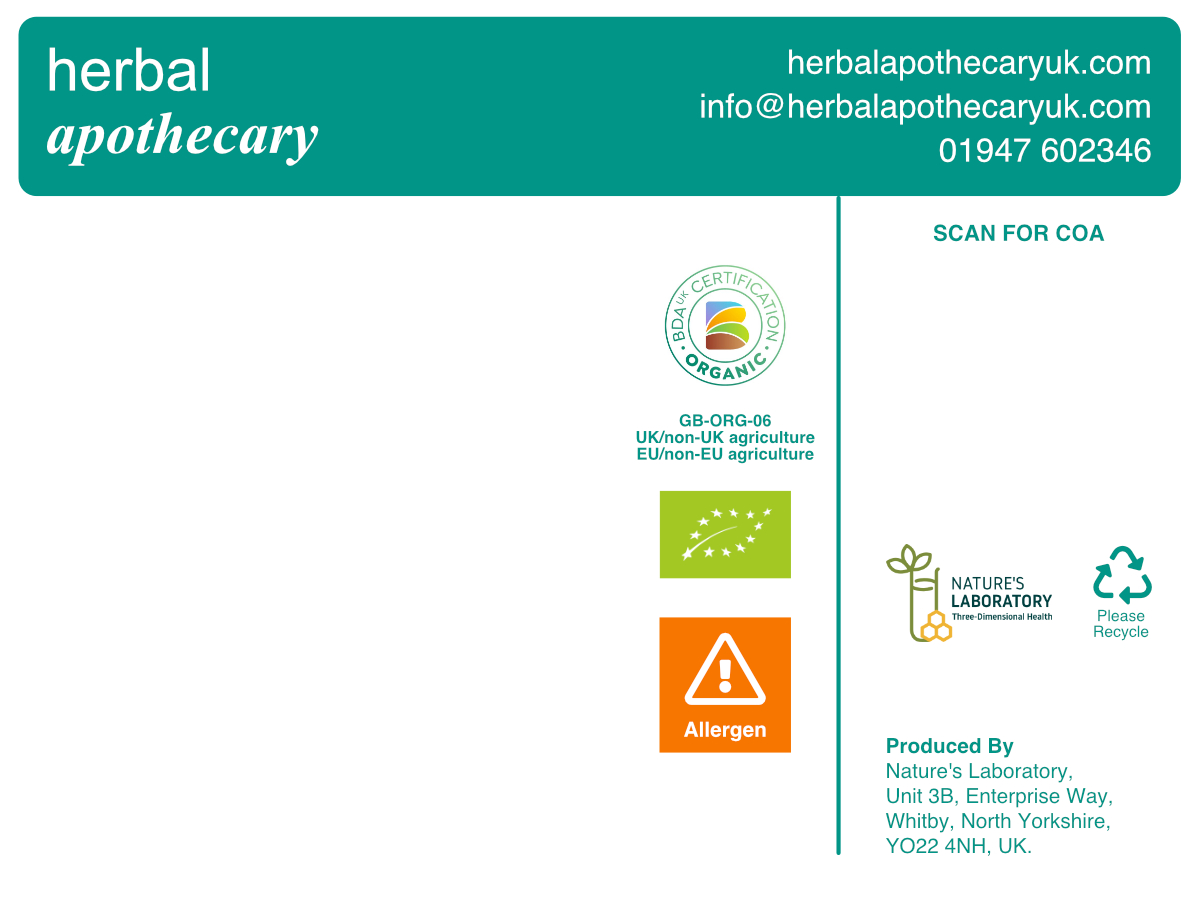 herbal
apothecary
herbalapothecaryuk.com
info@herbalapothecaryuk.com
01947 602346
BDA UK CERTIFICATION
• ORGANIC •
GB-ORG-06
UK/non-UK agriculture
EU/non-EU agriculture
Allergen
SCAN FOR COA
NATURE'S
LABORATORY
Three-Dimensional Health
Please
Recycle
Produced By
Nature's Laboratory,
Unit 3B, Enterprise Way,
Whitby, North Yorkshire,
YO22 4NH, UK.